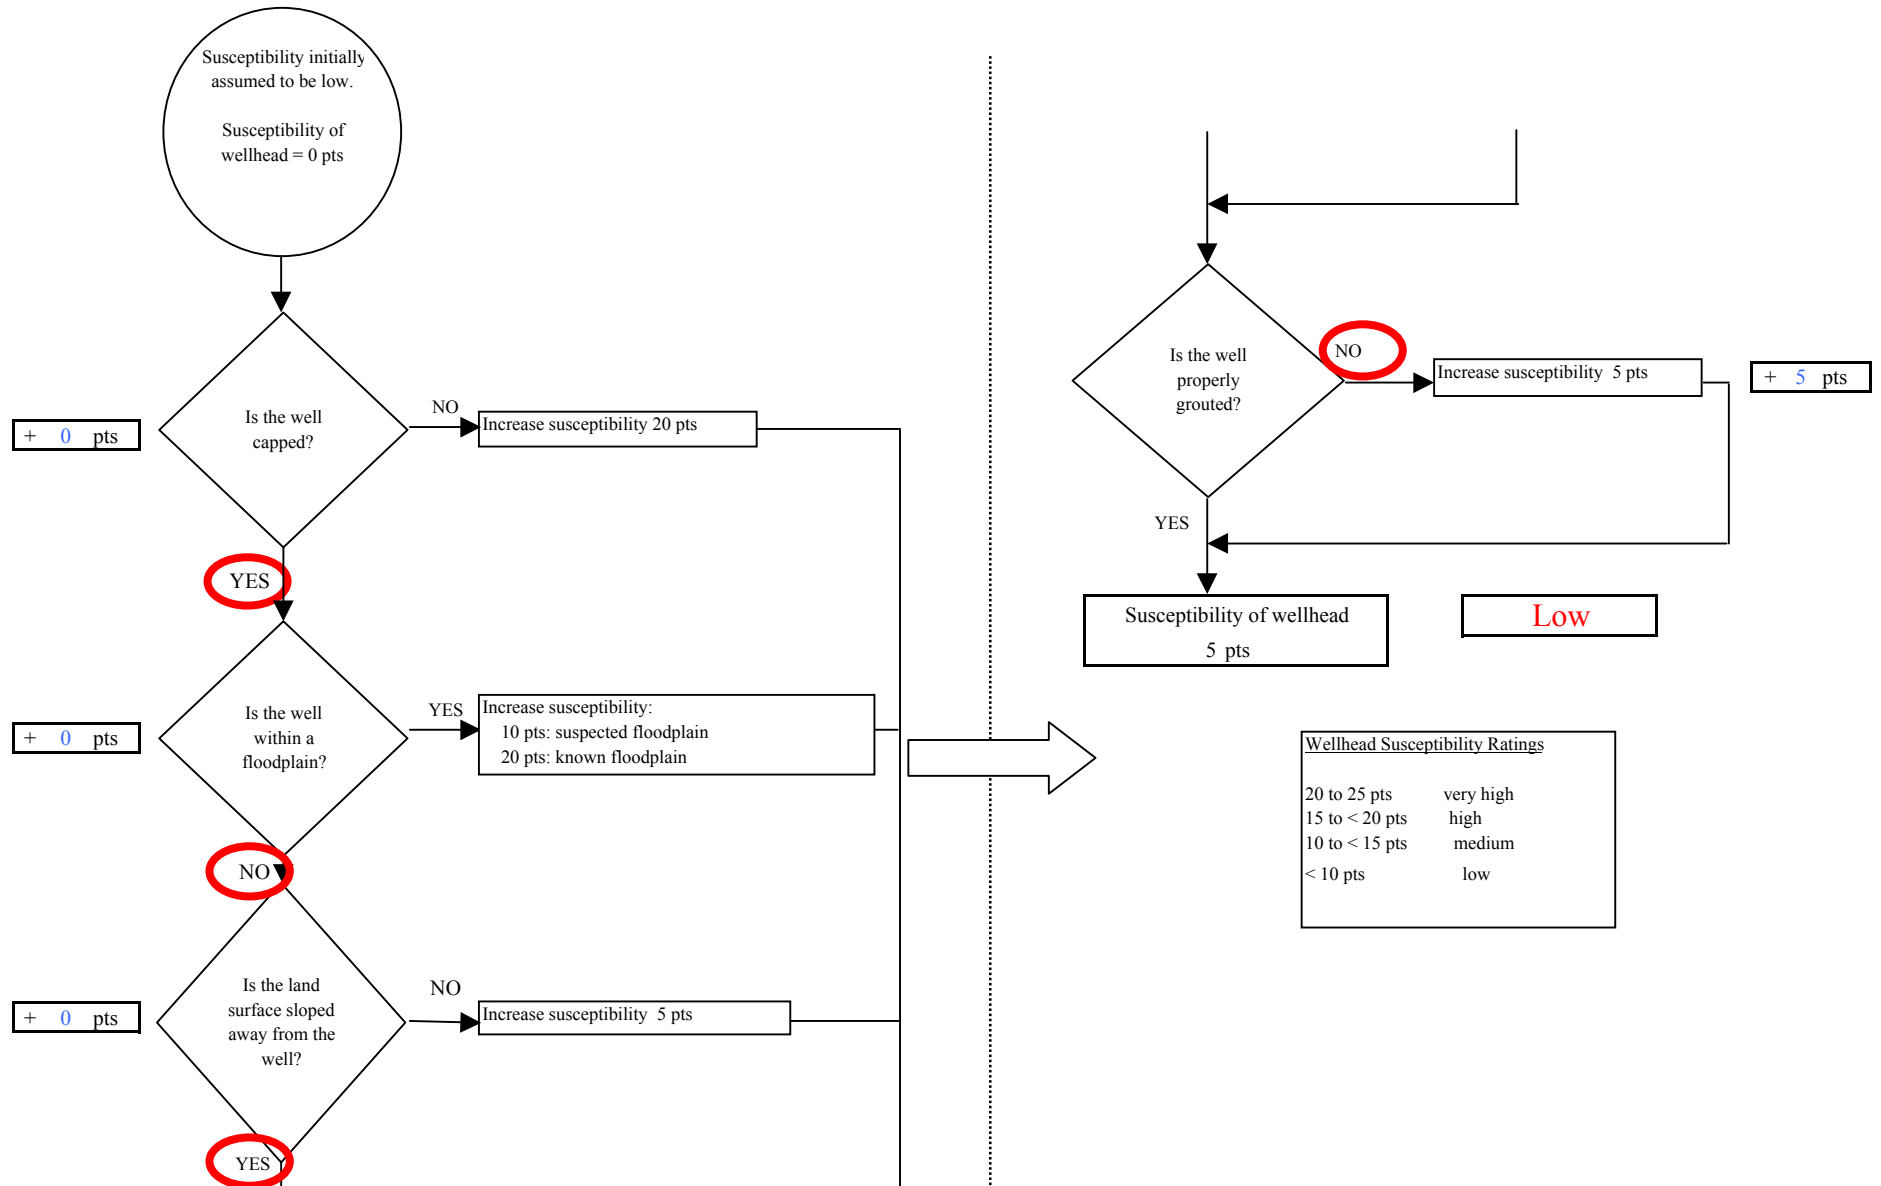 Susceptibility initially
assumed to be low.
Susceptibility of
wellhead = 0 pts
Is the well
capped?
+ 0 pts
NO
Increase susceptibility 20 pts
YES
Is the well
within a
floodplain?
+ 0 pts
YES
Increase susceptibility:
10 pts: suspected floodplain
20 pts: known floodplain
NO
Is the land
surface sloped
away from the
well?
+ 0 pts
NO
Increase susceptibility 5 pts
YES
Is the well
properly
grouted?
NO
Increase susceptibility 5 pts
+ 5 pts
YES
Susceptibility of wellhead
5 pts
Low
Wellhead Susceptibility Ratings
20 to 25 pts very high
15 to < 20 pts high
10 to < 15 pts medium
< 10 pts low